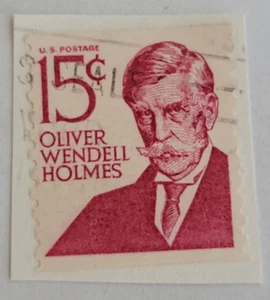 U.S. POSTAGE
15¢
OLIVER
WENDELL
HOLMES